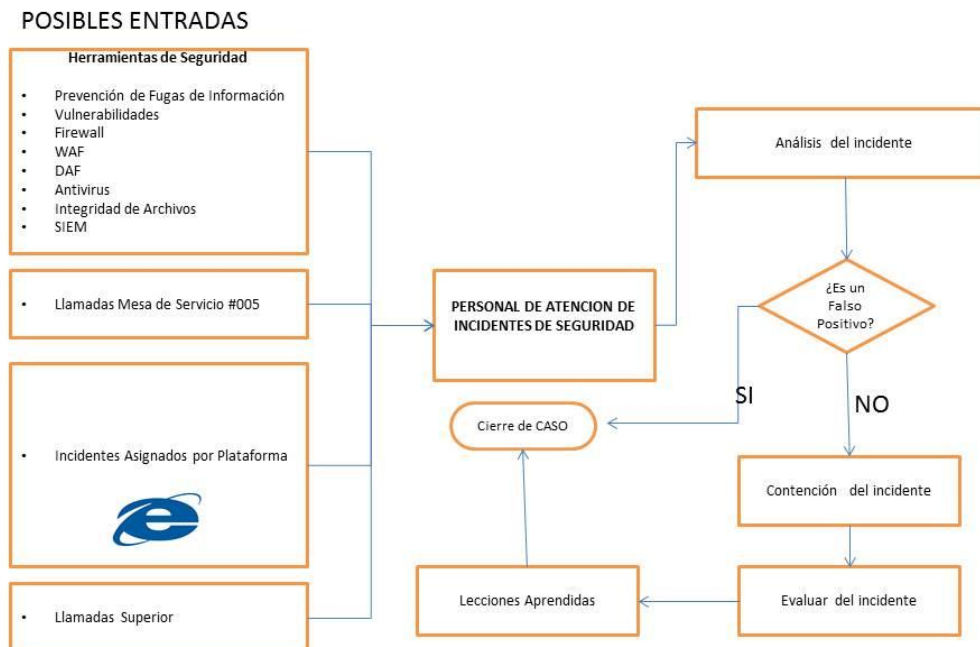 POSIBLES ENTRADAS
Herramientas de Seguridad
• Prevención de Fugas de Información
• Vulnerabilidades
• Firewall
• WAF
• DAF
• Antivirus
• Integridad de Archivos
• SIEM
• Llamadas Mesa de Servicio #005
• Incidentes Asignados por Plataforma
• Llamadas Superior
PERSONAL DE ATENCION DE
INCIDENTES DE SEGURIDAD
Análisis del incidente
¿Es un
Falso
Positivo?
SI
NO
Cierre de CASO
Contención del incidente
Evaluar del incidente
Lecciones Aprendidas